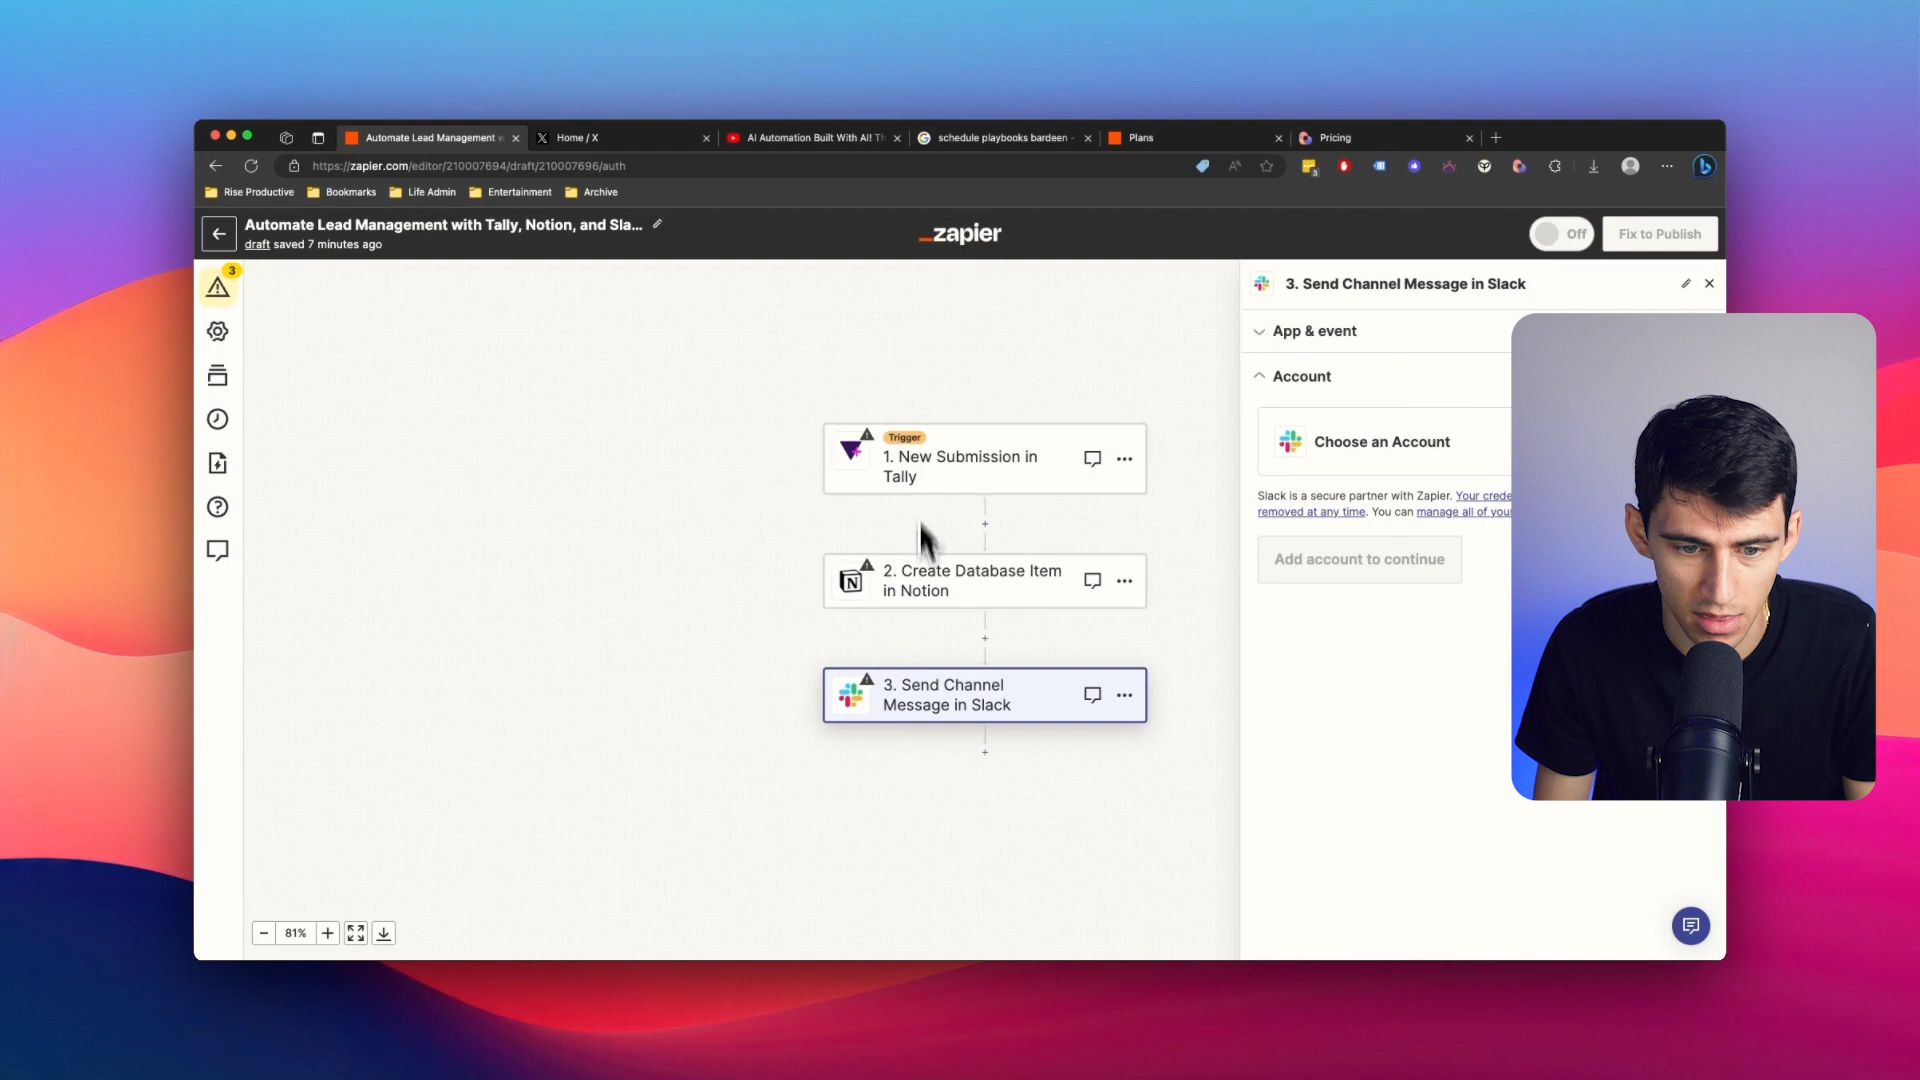 Automate Lead Management w
Home / X
AI Automation Built With AI! Th
schedule playbooks bardeen -
Plans
Pricing
https://zapier.com/editor/210007694/draft/210007696/auth
3
Rise Productive
Bookmarks
Life Admin
Entertainment
Archive
Automate Lead Management with Tally, Notion, and Sla...
draft saved 7 minutes ago
_zapier
Off
Fix to Publish
3
3. Send Channel Message in Slack
App & event
Account
Choose an Account
Slack is a secure partner with Zapier. Your crede
removed at any time. You can manage all of your
Add account to continue
Trigger
1. New Submission in
Tally
2. Create Database Item
in Notion
3. Send Channel
Message in Slack
81%